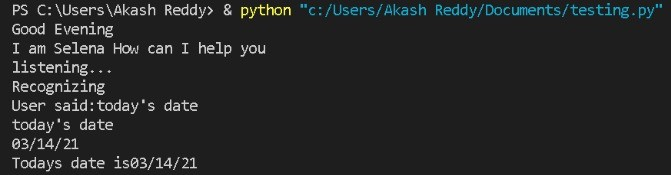 PS C:\Users\Akash Reddy> & python "c:/Users/Akash Reddy/Documents/testing.py"
Good Evening
I am Selena How can I help you
listening...
Recognizing
User said:today's date
today's date
03/14/21
Todays date is03/14/21